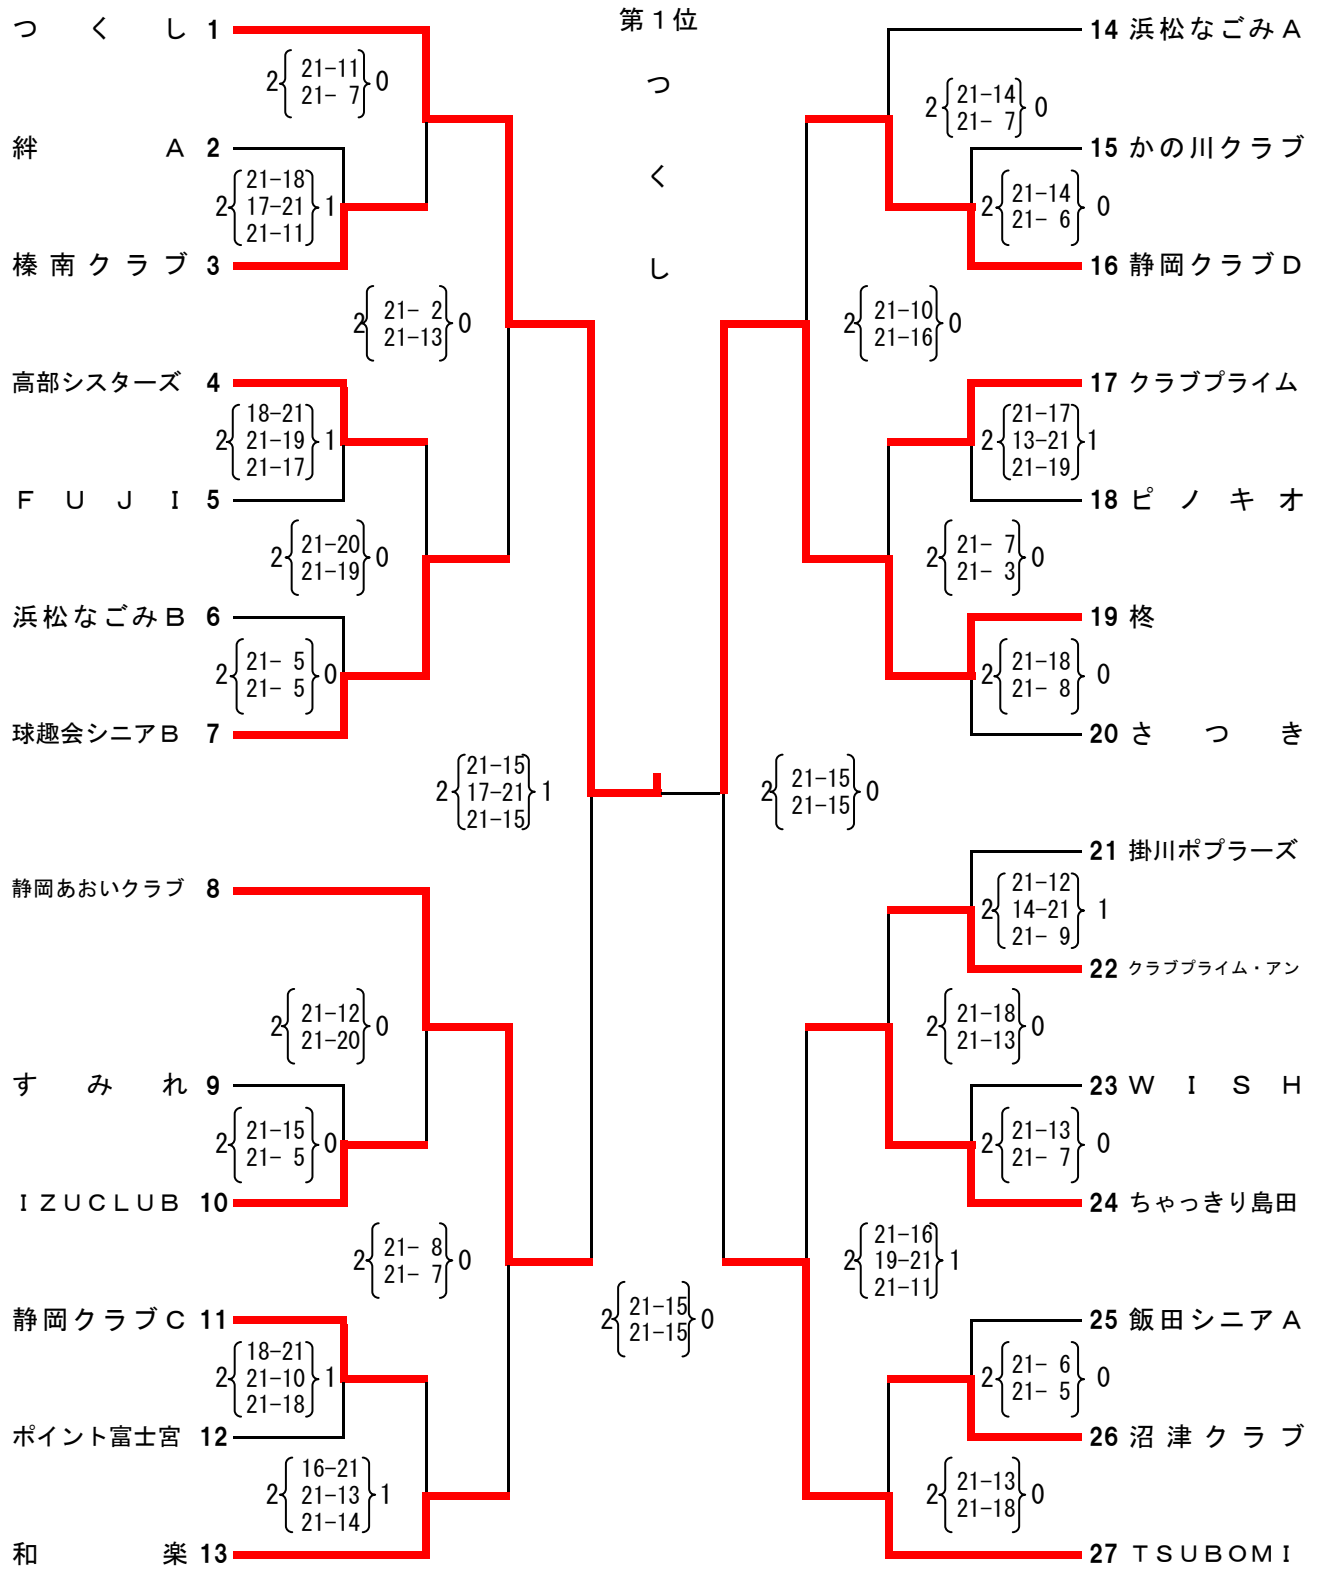 第１位
つくし
つくし 1
2 21-11 0
21- 7
絆A 2
2 21-18 1
17-21
21-11
榛南クラブ 3
2 21- 2 0
21-13
高部シスターズ 4
2 18-21 1
21-19
21-17
FUJI 5
2 21-20 0
21-19
浜松なごみB 6
2 21- 5 0
21- 5
球趣会シニアB 7
2 21-15 1
17-21
21-15
静岡あおいクラブ 8
2 21-12 0
21-20
すみれ 9
2 21-15 0
21- 5
IZUCLUB 10
2 21- 8 0
21- 7
静岡クラブC 11
2 18-21 1
21-10
21-18
ポイント富士宮 12
2 16-21 1
21-13
21-14
和楽 13
2 21-15 0
21-15
14 浜松なごみA
2 21-14 0
21- 7
15 かの川クラブ
2 21-14 0
21- 6
16 静岡クラブD
2 21-10 0
21-16
17 クラブプライム
2 21-17 1
13-21
21-19
18 ピノキオ
2 21- 7 0
21- 3
19 柊
2 21-18 0
21- 8
20 さつき
2 21-15 0
21-15
21 掛川ポプラーズ
2 21-12 1
14-21
21- 9
22 クラブプライム・アン
2 21-18 0
21-13
23 WISH
2 21-13 0
21- 7
24 ちゃっきり島田
2 21-16 1
19-21
21-11
25 飯田シニアA
2 21- 6 0
21- 5
26 沼津クラブ
2 21-13 0
21-18
27 TSUBOMI